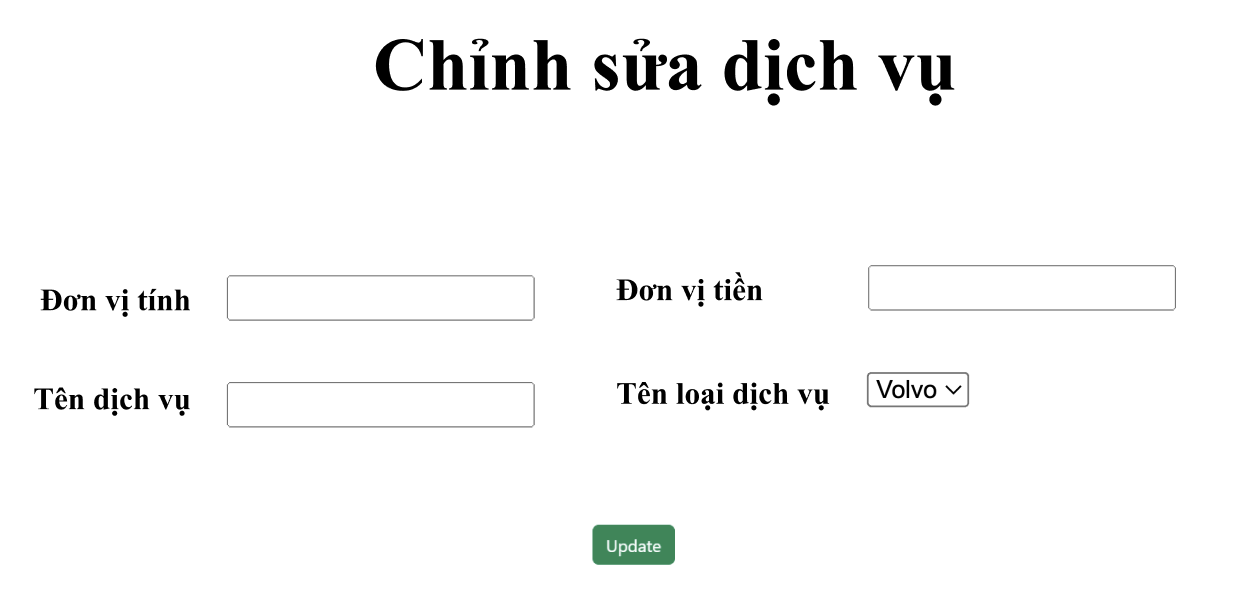 Chỉnh sửa dịch vụ
Đơn vị tính
Đơn vị tiền
Tên dịch vụ
Tên loại dịch vụ
Volvo
Update